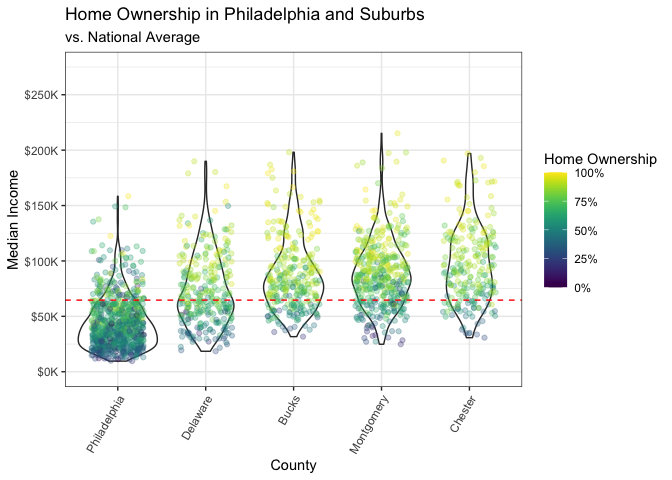 Home Ownership in Philadelphia and Suburbs
vs. National Average
$250K
$200K
$150K
$100K
$50K
$0K
Median Income
Philadelphia
Delaware
Bucks
Montgomery
Chester
County
Home Ownership
100%
75%
50%
25%
0%